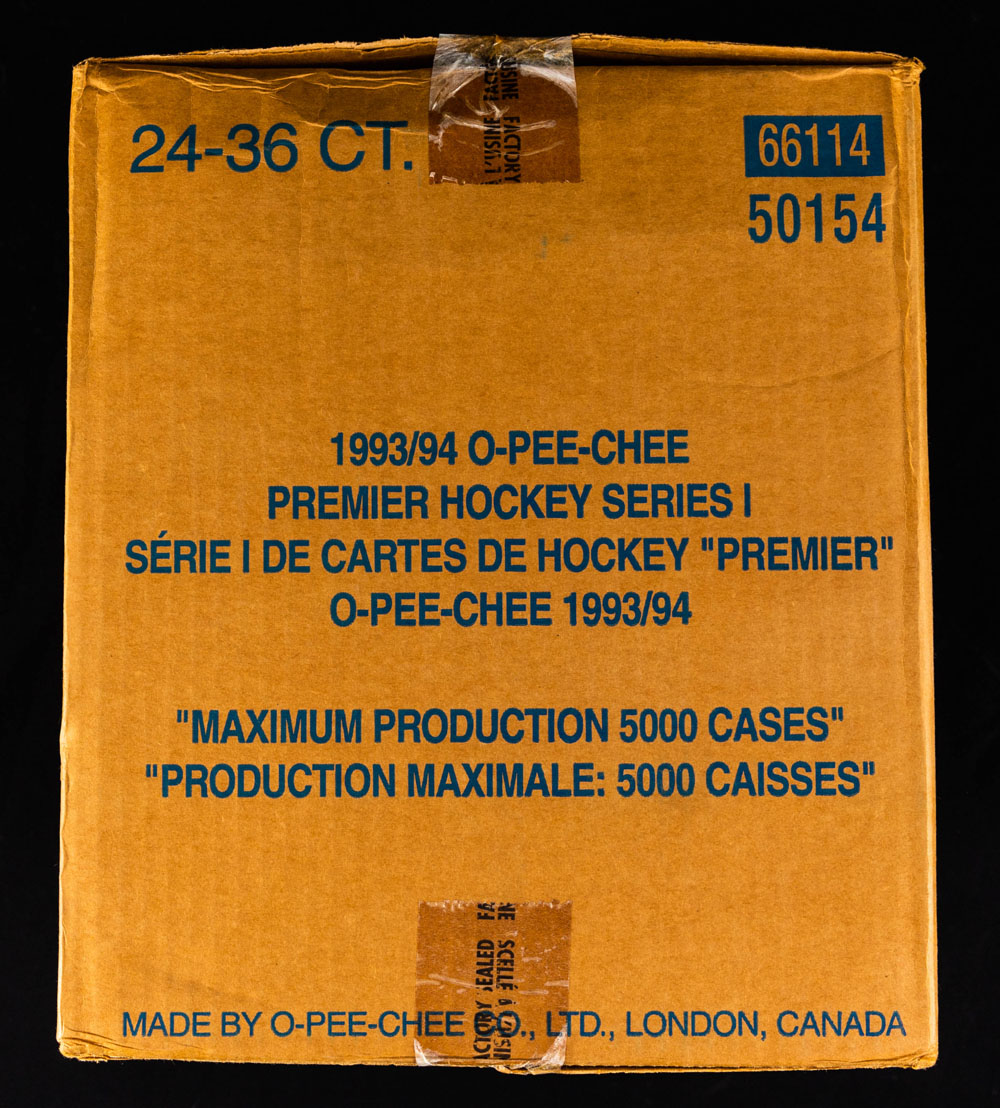 24-36 CT.
66114
50154
1993/94 O-PEE-CHEE
PREMIER HOCKEY SERIES I
SÉRIE I DE CARTES DE HOCKEY "PREMIER"
O-PEE-CHEE 1993/94
"MAXIMUM PRODUCTION 5000 CASES"
"PRODUCTION MAXIMALE: 5000 CAISSES"
MADE BY O-PEE-CHEE CO., LTD., LONDON, CANADA
FACTORY
SCELLÉ À